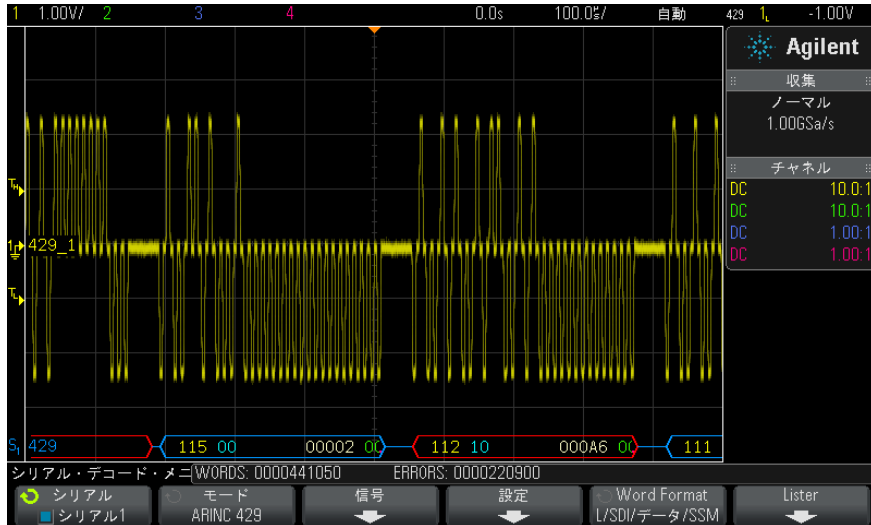 1 1.00V/ 2 3 4 0.0s 100.0㎲/ 自動 429 1L -1.00V
Agilent
収集
ノーマル
1.00GSa/s
チャネル
DC 10.0:1
DC 10.0:1
DC 1.00:1
DC 1.00:1
TH
1 429_1
TL
S1 429 115 00 00002 00 112 10 000A6 00 111
シリアル・デコード・メニ WORDS: 0000441050 ERRORS: 0000220900
シリアル モード 信号 設定 Word Format Lister
シリアル1 ARINC 429 L/SDI/データ/SSM